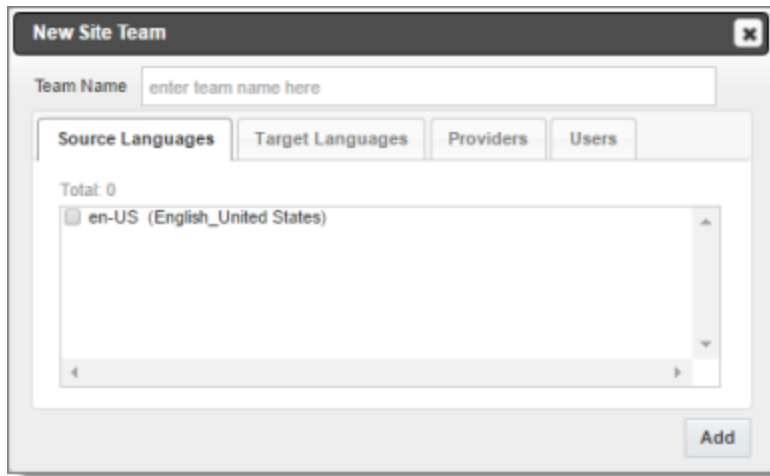 New Site Team
Team Name enter team name here
Source Languages Target Languages Providers Users
Total: 0
en-US (English_United States)
Add